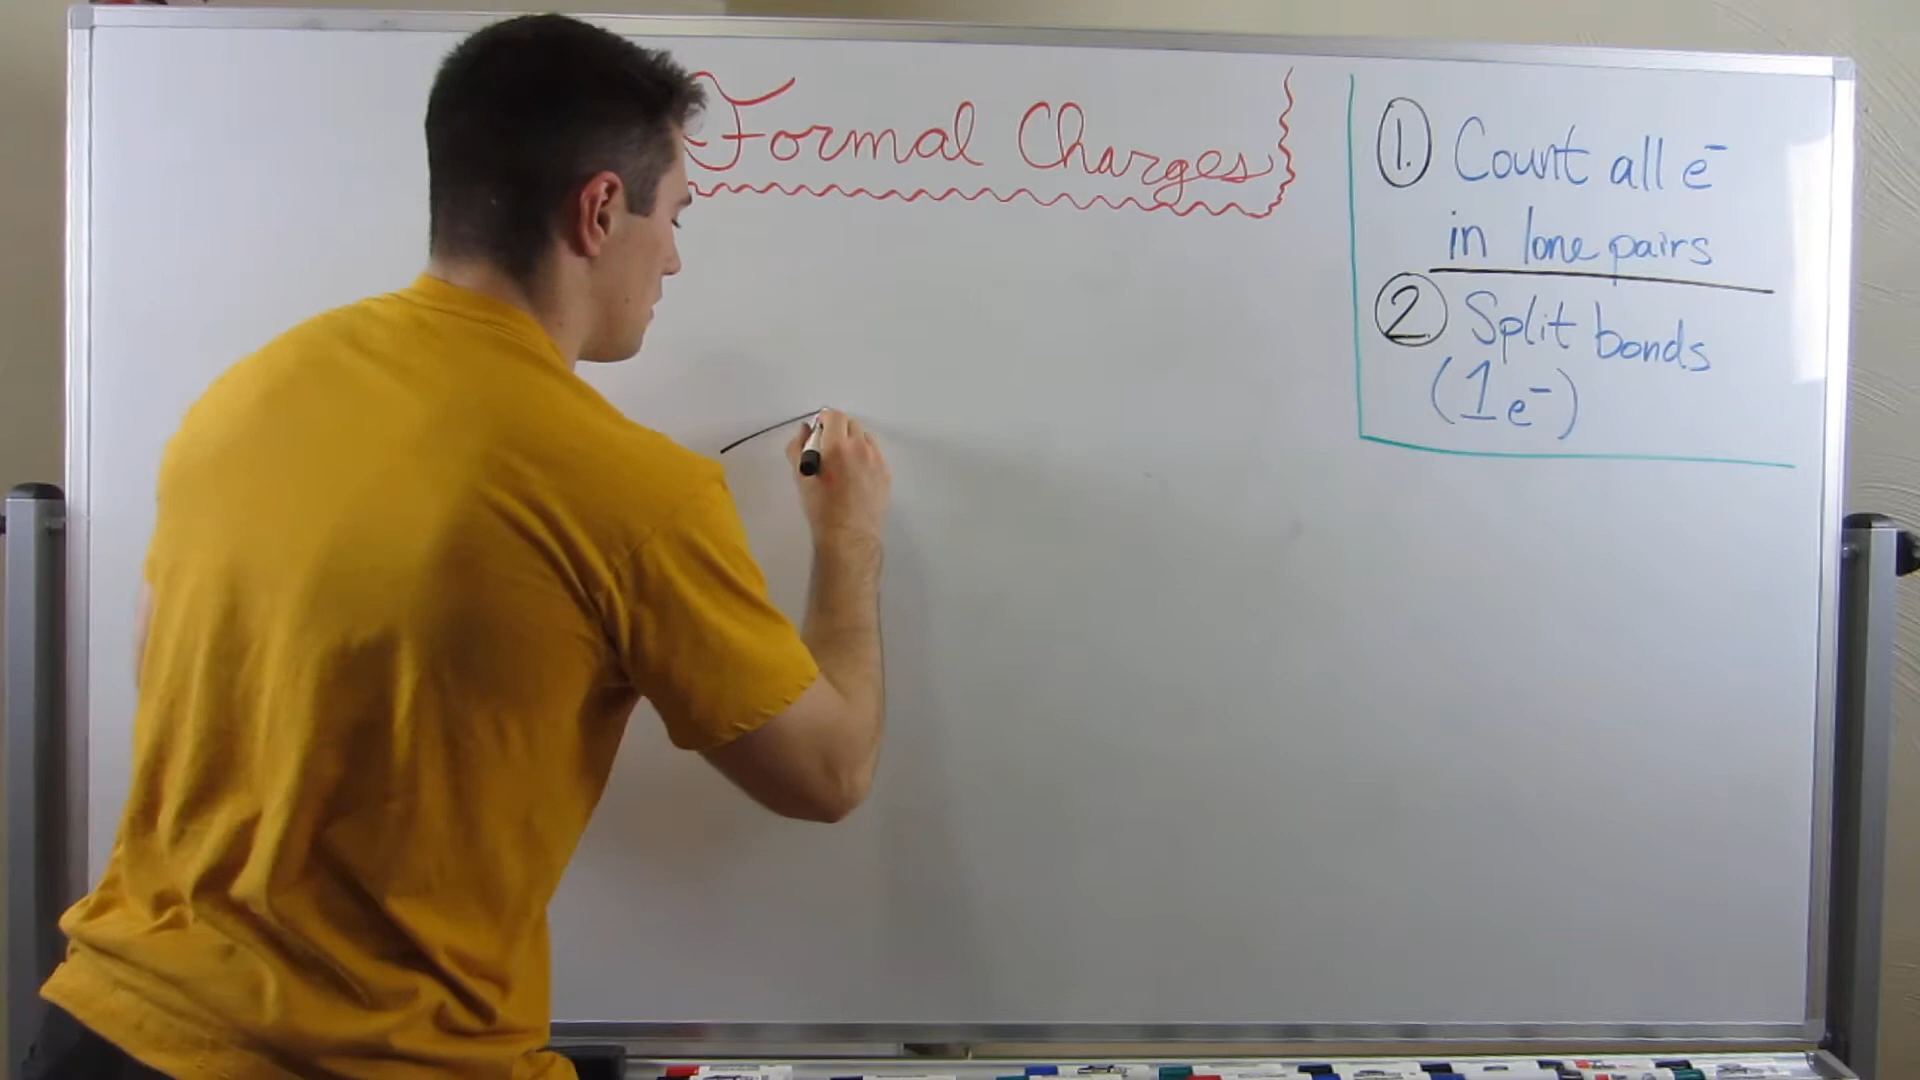 Formal Charges
1. Count all e⁻
in lone pairs
2. Split bonds
(1e⁻)